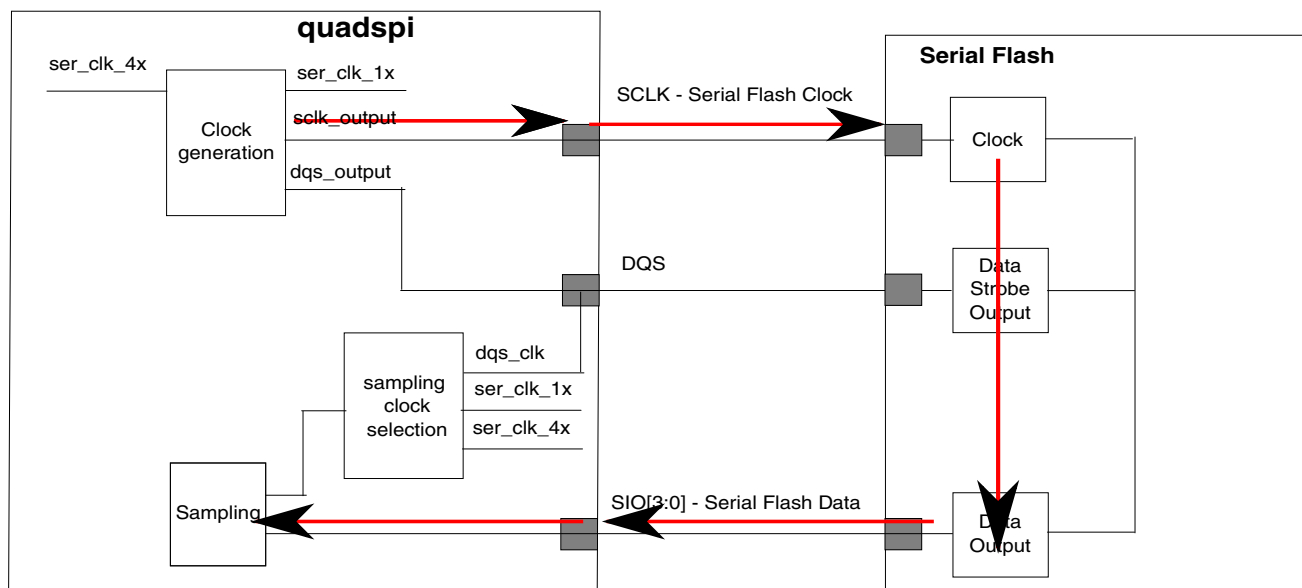 quadspi
Serial Flash
ser_clk_4x
ser_clk_1x
sclk_output
SCLK - Serial Flash Clock
Clock
generation
Clock
dqs_output
DQS
Data
Strobe
Output
dqs_clk
sampling
clock
selection
ser_clk_1x
ser_clk_4x
Sampling
SIO[3:0] - Serial Flash Data
Data
Output